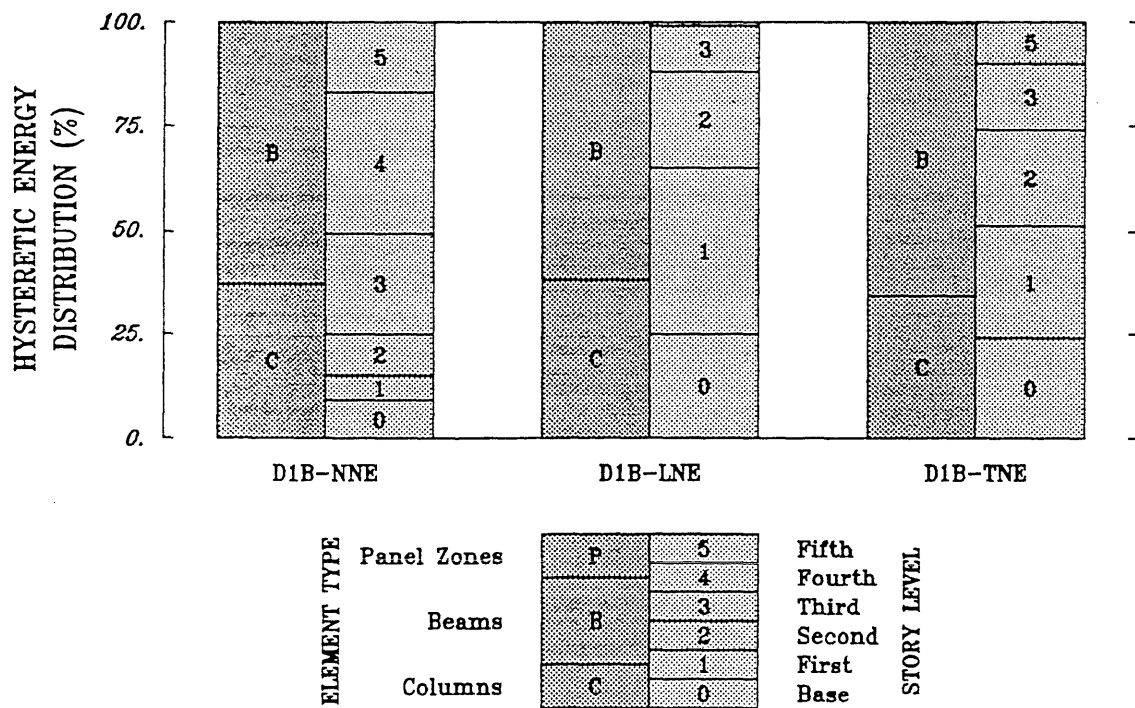 HYSTERETIC ENERGY
DISTRIBUTION (%)
100.
75.
50.
25.
0.
B
C
5
4
3
2
1
0
B
C
3
2
1
0
B
C
5
3
2
1
0
D1B-NNE
D1B-LNE
D1B-TNE
ELEMENT TYPE
Panel Zones
Beams
Columns
P
B
C
5
4
3
2
1
0
Fifth
Fourth
Third
Second
First
Base
STORY LEVEL